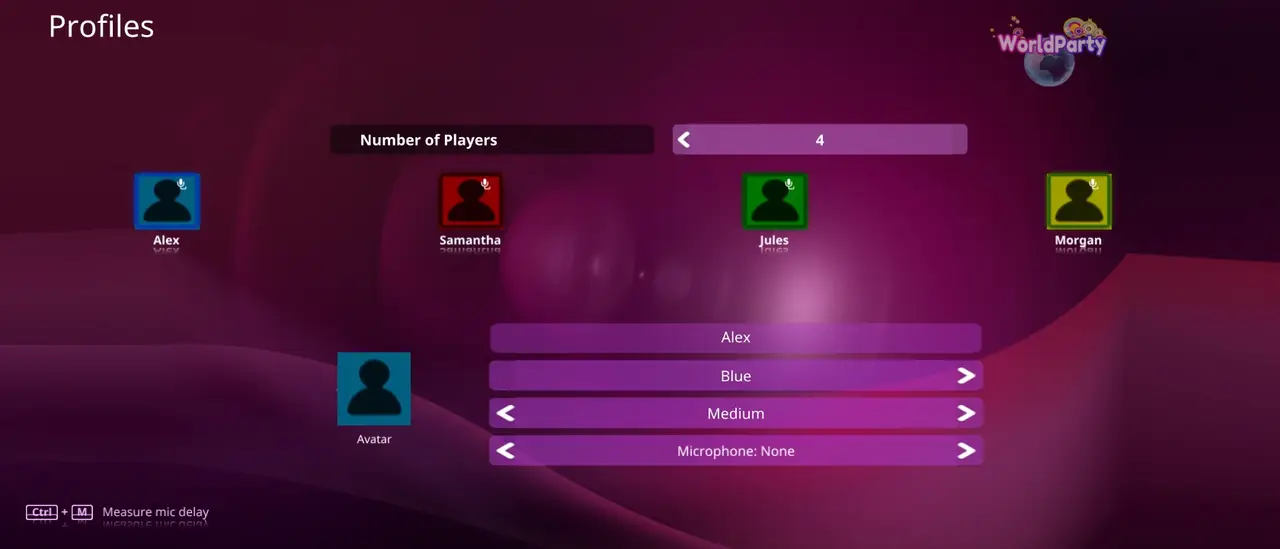 Profiles
WorldParty
Number of Players
4
Alex
Samantha
Jules
Morgan
Alex
Blue
Medium
Microphone: None
Avatar
Ctrl + M Measure mic delay